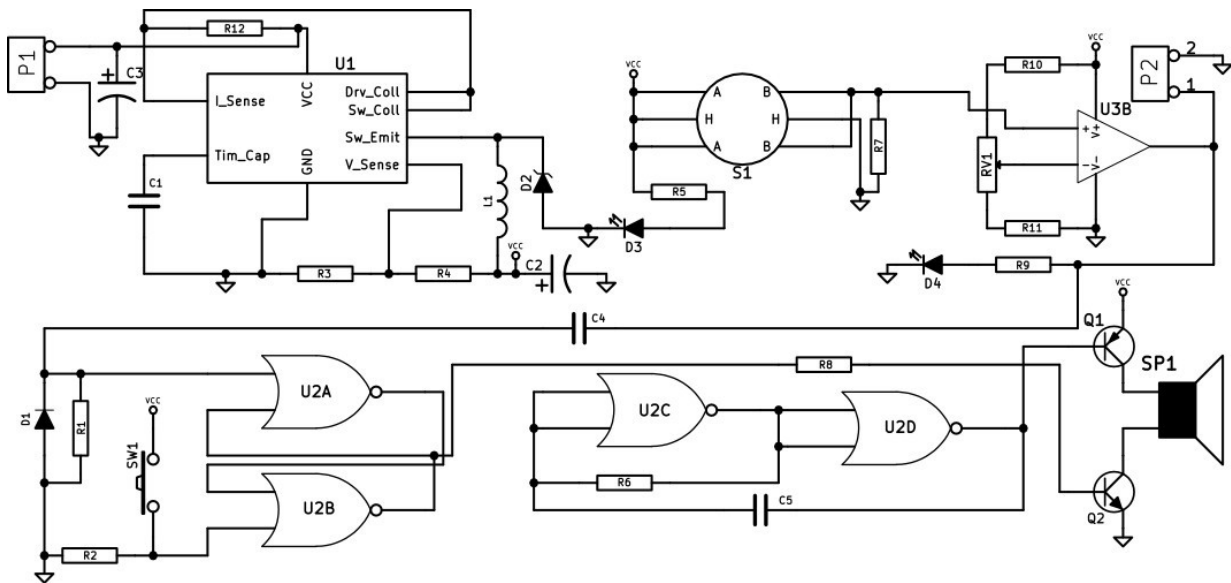 P1
C3
R12
U1
I_Sense
VCC
Drv_Coll
Sw_Coll
Sw_Emit
V_Sense
GND
Tim_Cap
C1
L1
D2
R3
R4
VCC
C2
VCC
A
H
A
B
H
B
S1
R5
D3
R7
R10
VCC
RV1
R11
+
-
V+
V-
U3B
P2
2
1
D4
R9
C4
VCC
Q1
SP1
R8
U2A
U2B
D1
R1
VCC
SW1
R2
U2C
U2D
R6
C5
Q2